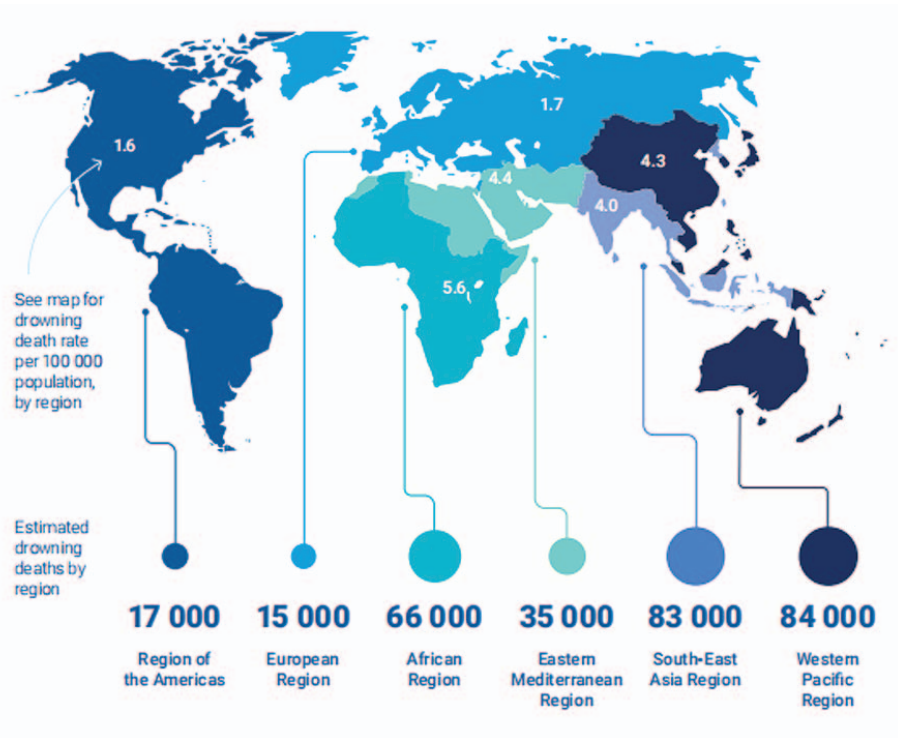 1.6
1.7
4.3
4.4
4.0
5.6
See map for
drowning
death rate
per 100 000
population,
by region
Estimated
drowning
deaths by
region
17 000
15 000
66 000
35 000
83 000
84 000
Region of
the Americas
European
Region
African
Region
Eastern
Mediterranean
Region
South-East
Asia Region
Western
Pacific
Region